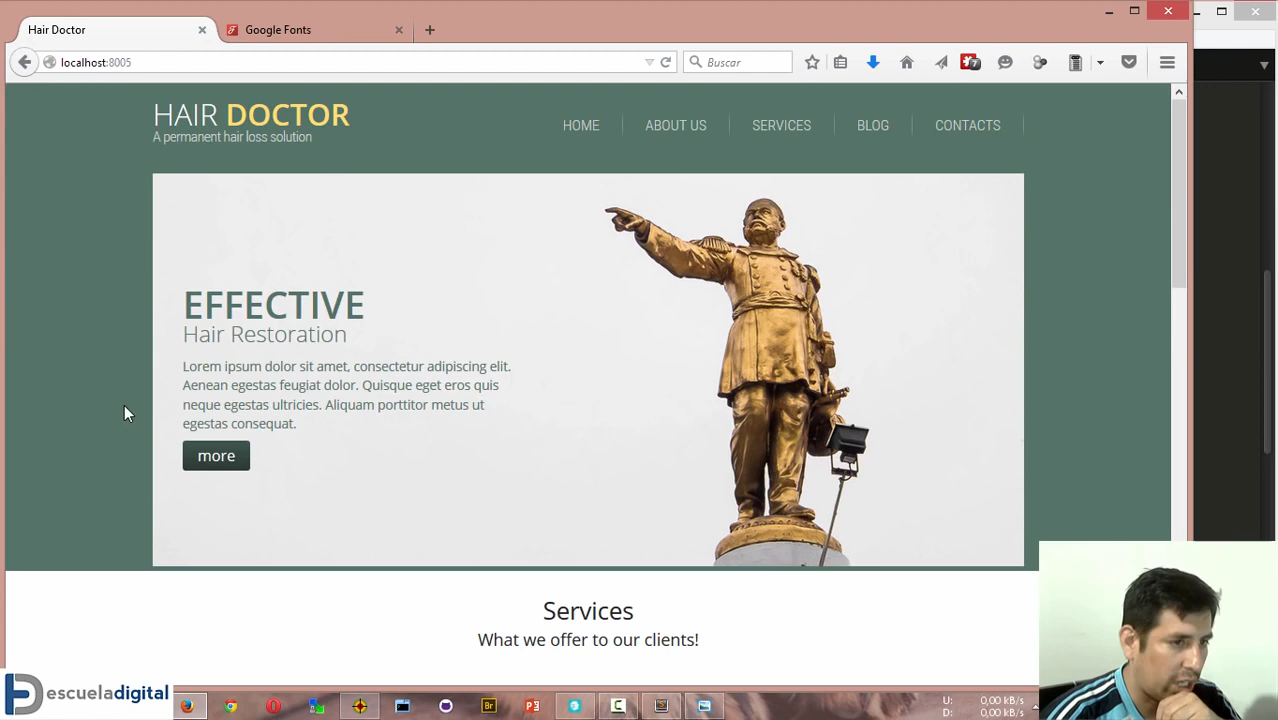 Hair Doctor
Google Fonts
localhost:8005
Buscar
7
HAIR DOCTOR
A permanent hair loss solution
HOME
ABOUT US
SERVICES
BLOG
CONTACTS
EFFECTIVE
Hair Restoration
Lorem ipsum dolor sit amet, consectetur adipiscing elit.
Aenean egestas feugiat dolor. Quisque eget eros quis
neque egestas ultricies. Aliquam porttitor metus ut
egestas consequat.
more
Services
What we offer to our clients!
escueladigital
Br
U: 0,00 kB/s
D: 0,00 kB/s